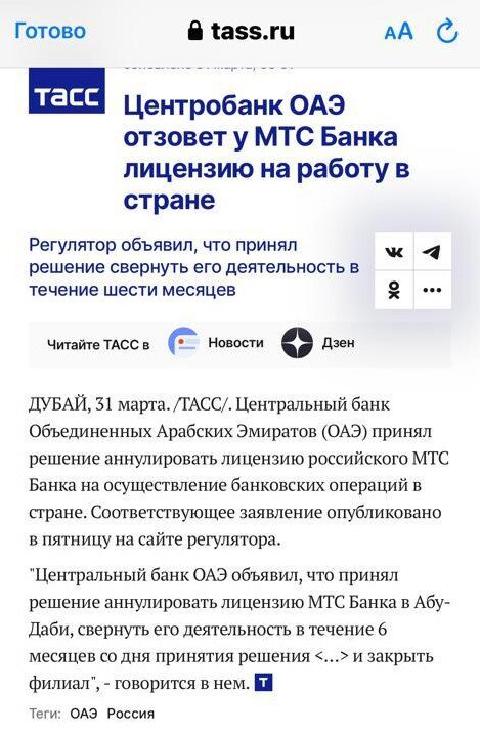 Готово
tass.ru
АА
ТАСС
Центробанк ОАЭ
отзовет у МТС Банка
лицензию на работу в
стране
Регулятор объявил, что принял
решение свернуть его деятельность в
течение шести месяцев
Читайте ТАСС в
Новости
Дзен
ДУБАЙ, 31 марта. /ТАСС/. Центральный банк
Объединенных Арабских Эмиратов (ОАЭ) принял
решение аннулировать лицензию российского МТС
Банка на осуществление банковских операций в
стране. Соответствующее заявление опубликовано
в пятницу на сайте регулятора.
"Центральный банк ОАЭ объявил, что принял
решение аннулировать лицензию МТС Банка в Абу-
Даби, свернуть его деятельность в течение 6
месяцев со дня принятия решения <...> и закрыть
филиал", - говорится в нем. Т
Теги: ОАЭ Россия